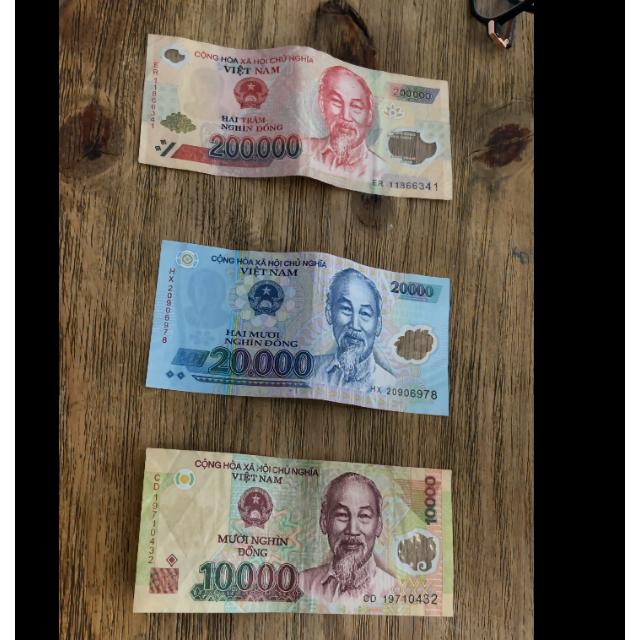 CỘNG HÒA XÃ HỘI CHỦ NGHĨA
VIỆT NAM
ER 11866341
200000
HAI TRĂM
NGHÌN ĐỒNG
200.000
ER 11866341
CỘNG HÒA XÃ HỘI CHỦ NGHĨA
VIỆT NAM
HX 20906978
20000
HAI MƯƠI
NGHÌN ĐỒNG
20.000
HX 20906978
CỘNG HÒA XÃ HỘI CHỦ NGHĨA
VIỆT NAM
CD 19710432
10000
MƯỜI NGHÌN
ĐỒNG
10.000
CD 19710432